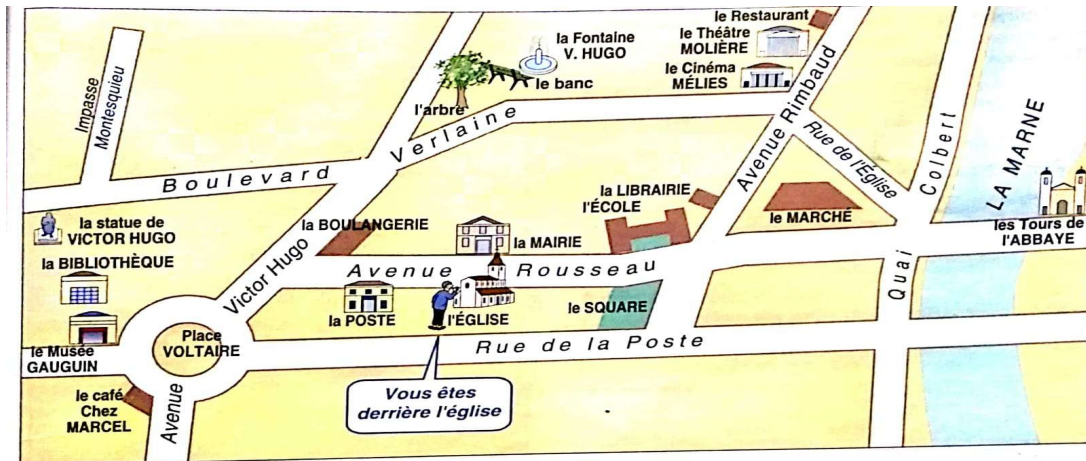 le Restaurant
le Théâtre
MOLIÈRE
le Cinéma
MÉLIES
la Fontaine
V. HUGO
le banc
l'arbre
Impasse
Montesquieu
Boulevard Verlaine
Avenue Rimbaud
Rue de l'Église
Quai Colbert
LA MARNE
les Tours de
l'ABBAYE
la statue de
VICTOR HUGO
la BIBLIOTHÈQUE
le Musée
GAUGUIN
Place
VOLTAIRE
le café
Chez
MARCEL
Avenue Victor Hugo
la BOULANGERIE
la MAIRIE
la LIBRAIRIE
l'ÉCOLE
le MARCHÉ
Avenue Rousseau
la POSTE
l'ÉGLISE
le SQUARE
Rue de la Poste
Vous êtes
derrière l'église